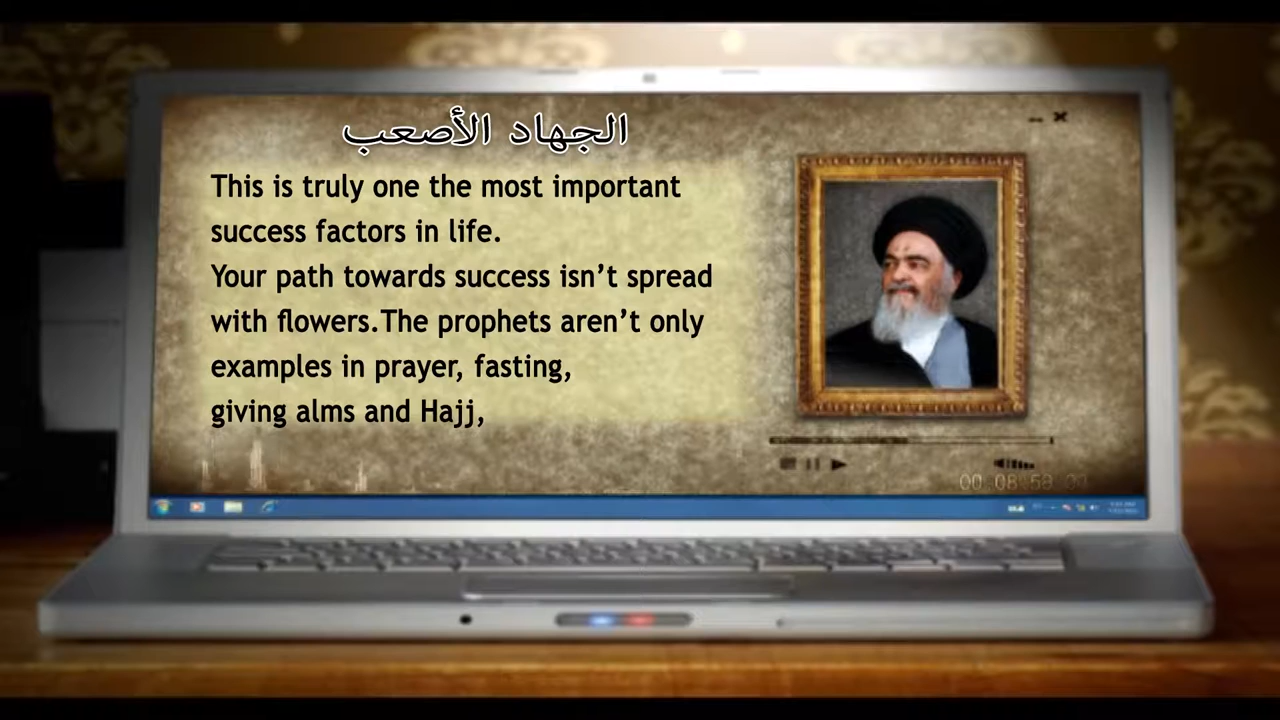 الجهاد الأصعب
This is truly one the most important
success factors in life.
Your path towards success isn’t spread
with flowers.The prophets aren’t only
examples in prayer, fasting,
giving alms and Hajj,